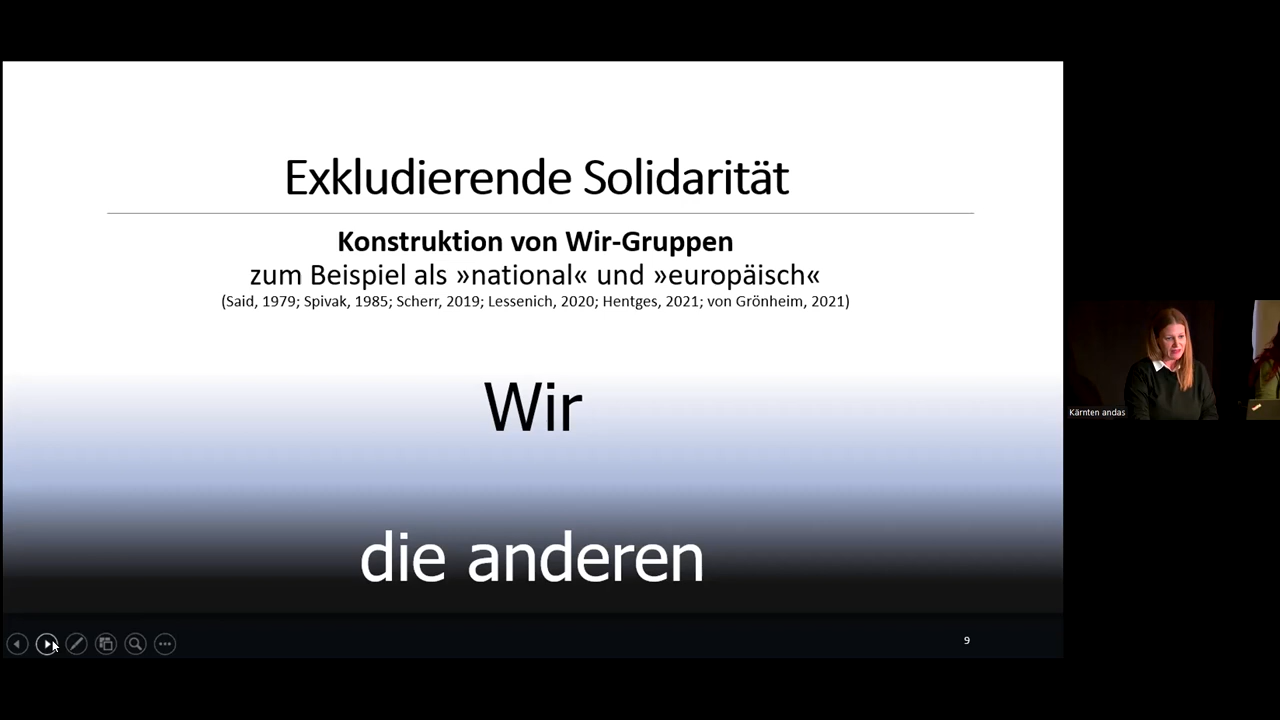 Exkludierende Solidarität
Konstruktion von Wir-Gruppen
zum Beispiel als »national« und »europäisch«
(Said, 1979; Spivak, 1985; Scherr, 2019; Lessenich, 2020; Hentges, 2021; von Grönheim, 2021)
Wir
die anderen
9
Kärnten andas